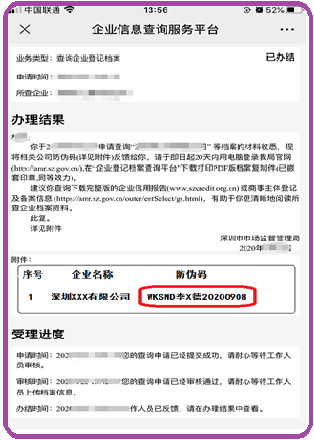 中国联通
13:56
52%
企业信息查询服务平台
业务类型：查询企业登记档案
已办结
申请时间：
所查企业：
办理结果
你于2 申请查询“ 司”等档案的材料收悉，现
将相关公司防伪码(详见附件)反馈给你，请于即日起20天内用电脑登录我局官网
(http://amr.sz.gov.cn),在“企业登记档案查询平台”下载打印PDF版档案复制件(已嵌
套印章,同等效力)。
建议你查询下载完整版的企业信用报告(www.szcredit.org.cn)或商事主体登记
及备案信息(https://amr.sz.gov.cn/outer/entSelect/gs.html)，有助于你更清晰地阅读所
查企业档案资料。
此复。
详见附件
深圳市市场监督管理局
2020年
附件：
序号 企业名称 防伪码
1 深圳XXX有限公司 WKSND李X德20200908
受理进度
申请时间：202 您的查询申请已经提交成功，请耐心等待工作人
员审核。
审核时间：202 您的查询申请已经审核通过，请耐心等待工作人
员上传档案信息.
办结时间：2020 作人员已反馈，请在办理结果中查看。